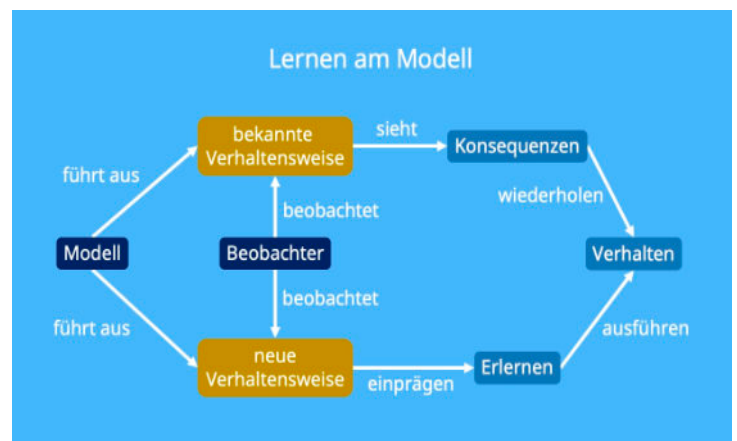 Lernen am Modell
bekannte
Verhaltensweise
sieht
Konsequenzen
führt aus
wiederholen
beobachtet
Modell
Beobachter
Verhalten
beobachtet
führt aus
ausführen
neue
Verhaltensweise
einprägen
Erlernen